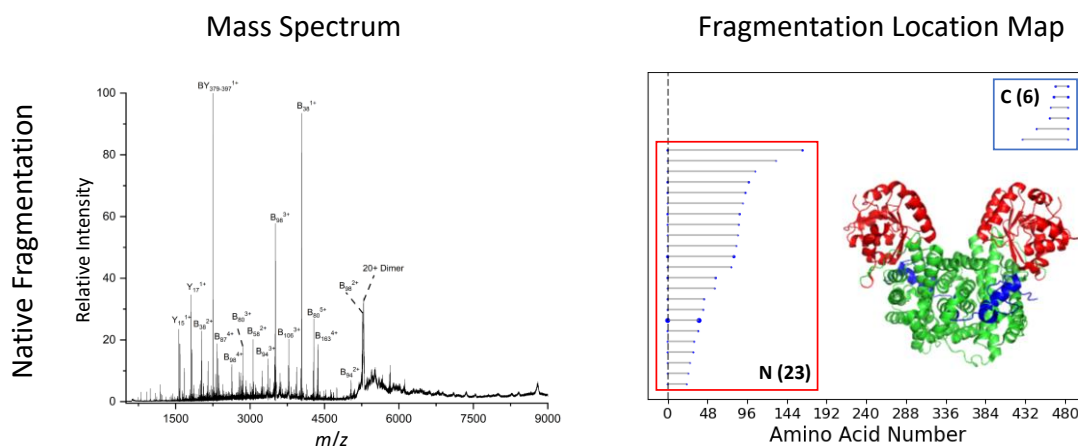 Mass Spectrum
Fragmentation Location Map
Native Fragmentation
Relative Intensity
100
80
60
40
20
0
BY379-397 1+
B38 1+
B98 3+
20+ Dimer
B98 2+
Y17 1+
Y15 1+
B38 2+
B80 3+
B87 4+
B98 4+
B58 2+
B94 3+
B106 3+
B80 5+
B163 4+
B94 2+
1500 3000 4500 6000 7500 9000
m/z
C (6)
N (23)
0 48 96 144 192 240 288 336 384 432 480
Amino Acid Number